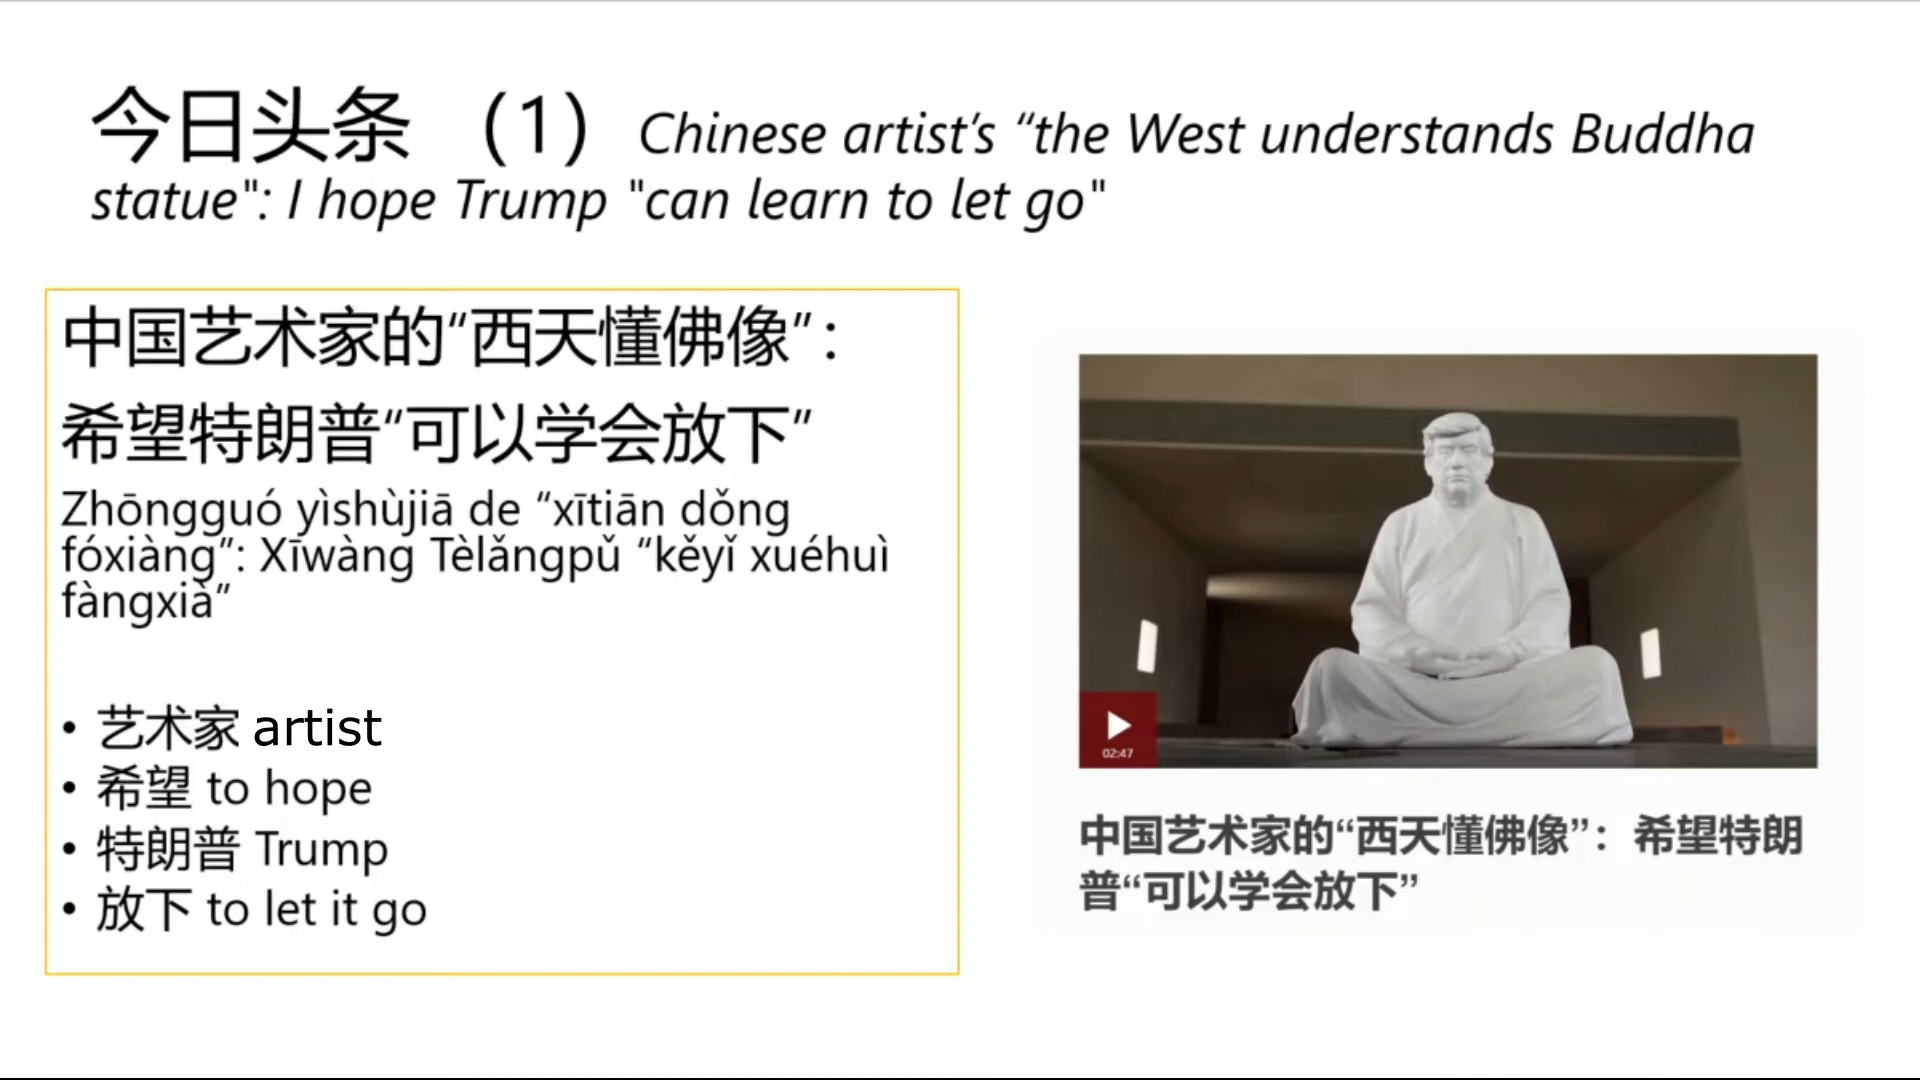 今日头条 （1） Chinese artist’s “the West understands Buddha
statue": I hope Trump "can learn to let go"
中国艺术家的“西天懂佛像”：
希望特朗普“可以学会放下”
Zhōngguó yìshùjiā de “xītiān dǒng
fóxiàng”: Xīwàng Tèlǎngpǔ “kěyǐ xuéhuì
fàngxià”
• 艺术家 artist
• 希望 to hope
• 特朗普 Trump
• 放下 to let it go
02:47
中国艺术家的“西天懂佛像”：希望特朗
普“可以学会放下”